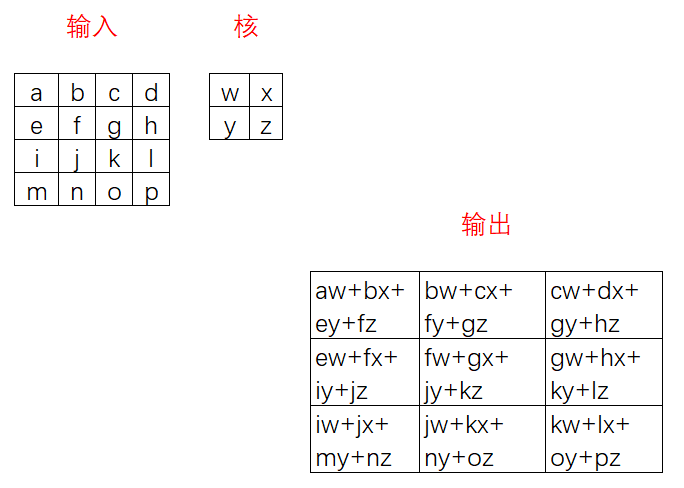 输入 核
a b c d w x
e f g h y z
i j k l
m n o p
输出
aw+bx+ bw+cx+ cw+dx+
ey+fz fy+gz gy+hz
ew+fx+ fw+gx+ gw+hx+
iy+jz jy+kz ky+lz
iw+jx+ jw+kx+ kw+lx+
my+nz ny+oz oy+pz